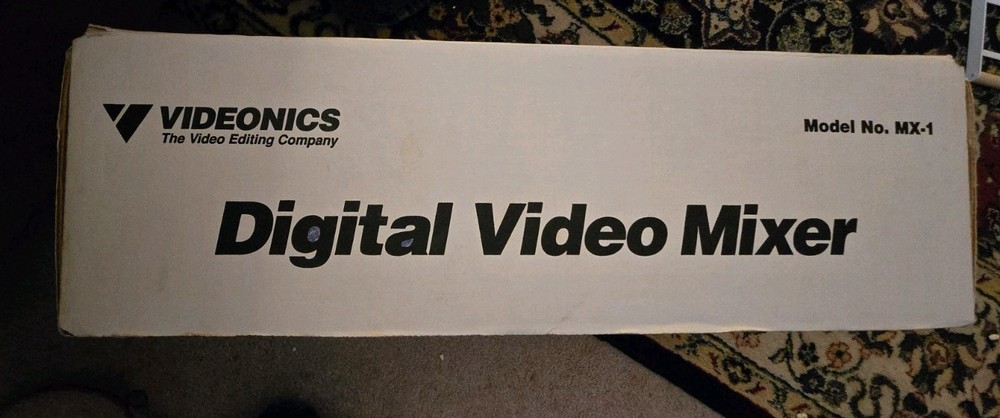 VIDEONICS
The Video Editing Company
Model No. MX-1
Digital Video Mixer